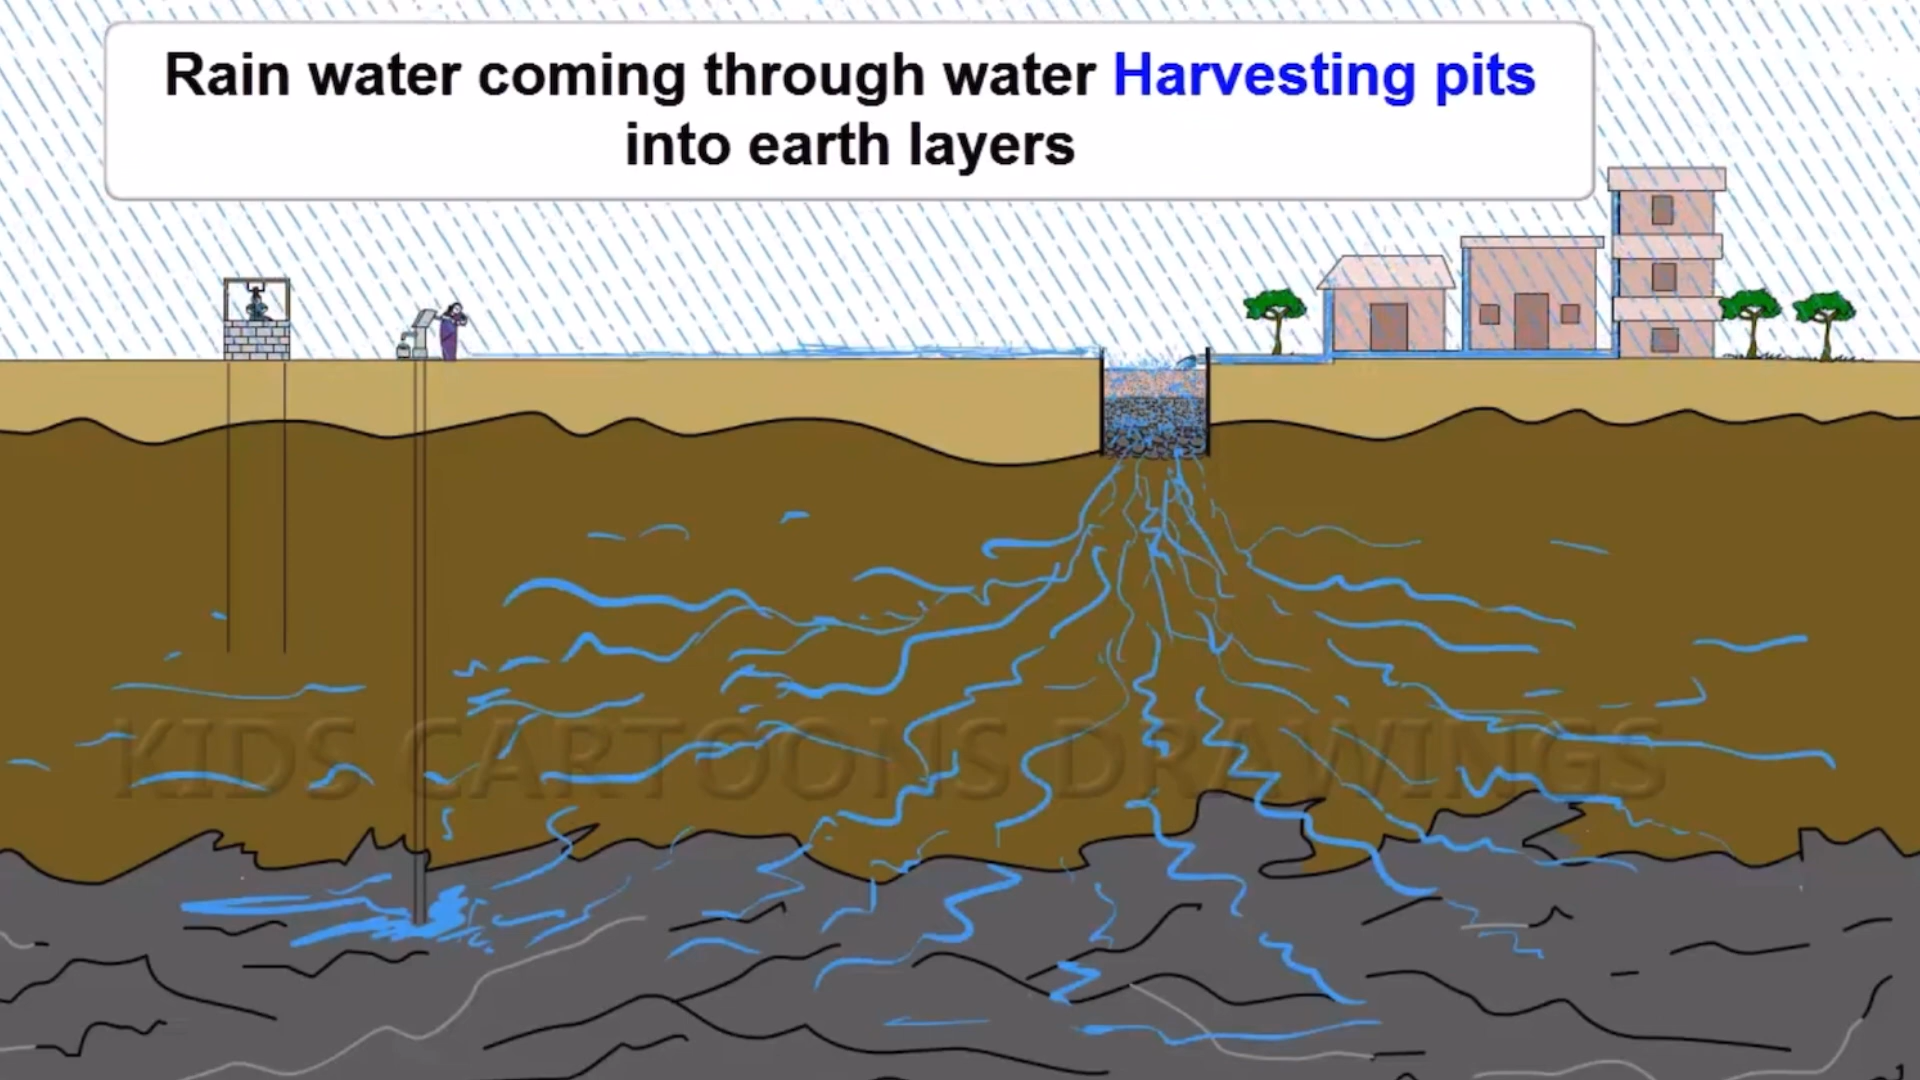 Rain water coming through water Harvesting pits
into earth layers
KIDS CARTOONS DRAWINGS